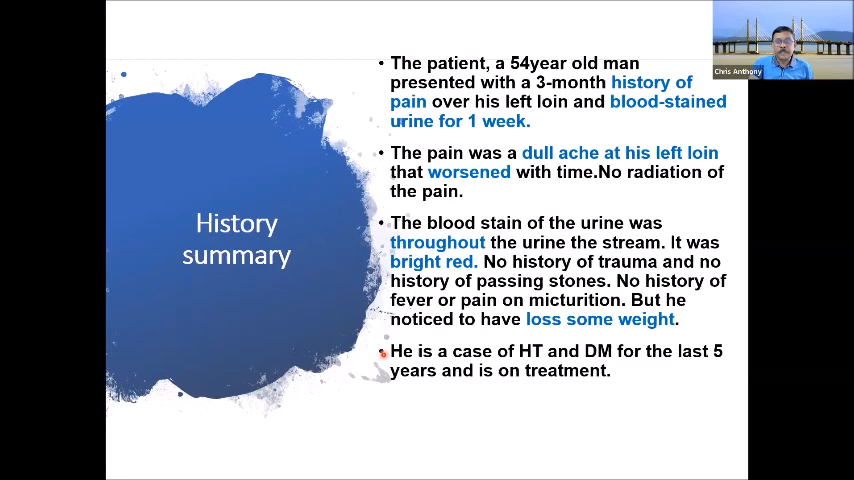 Chris Anthony
History
summary
• The patient, a 54year old man
presented with a 3-month history of
pain over his left loin and blood-stained
urine for 1 week.
• The pain was a dull ache at his left loin
that worsened with time.No radiation of
the pain.
• The blood stain of the urine was
throughout the urine the stream. It was
bright red. No history of trauma and no
history of passing stones. No history of
fever or pain on micturition. But he
noticed to have loss some weight.
• He is a case of HT and DM for the last 5
years and is on treatment.